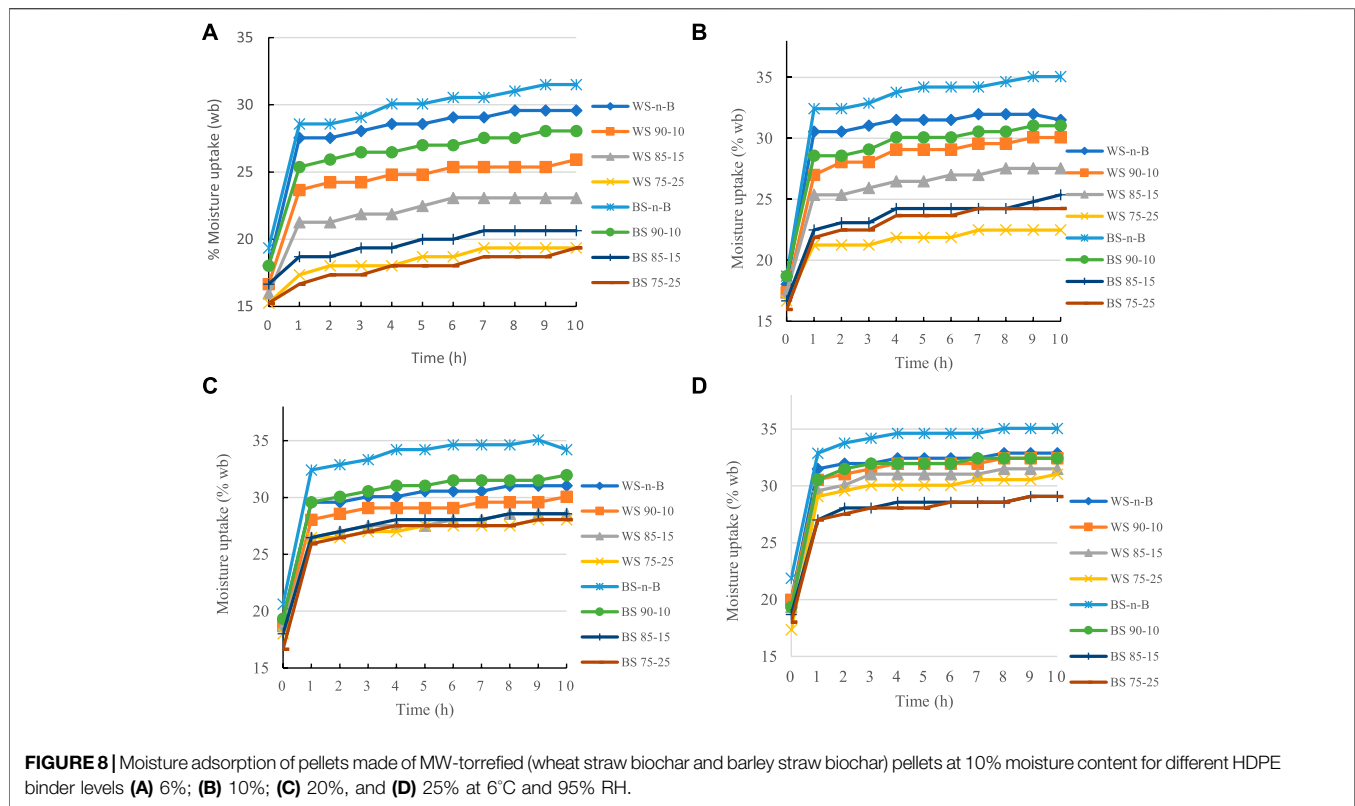 A
35
30
25
20
15
% Moisture uptake (wb)
0 1 2 3 4 5 6 7 8 9 10
Time (h)
WS-n-B
WS 90-10
WS 85-15
WS 75-25
BS-n-B
BS 90-10
BS 85-15
BS 75-25
B
35
30
25
20
15
Moisture uptake (% wb)
0 1 2 3 4 5 6 7 8 9 10
Time (h)
WS-n-B
WS 90-10
WS 85-15
WS 75-25
BS-n-B
BS 90-10
BS 85-15
BS 75-25
C
35
30
25
20
15
Moisture uptake (% wb)
0 1 2 3 4 5 6 7 8 9 10
Time (h)
WS-n-B
WS 90-10
WS 85-15
WS 75-25
BS-n-B
BS 90-10
BS 85-15
BS 75-25
D
35
30
25
20
15
Moisture uptake (% wb)
0 1 2 3 4 5 6 7 8 9 10
Time (h)
WS-n-B
WS 90-10
WS 85-15
WS 75-25
BS-n-B
BS 90-10
BS 85-15
BS 75-25
FIGURE 8 | Moisture adsorption of pellets made of MW-torrefied (wheat straw biochar and barley straw biochar) pellets at 10% moisture content for different HDPE
binder levels (A) 6%; (B) 10%; (C) 20%, and (D) 25% at 6°C and 95% RH.